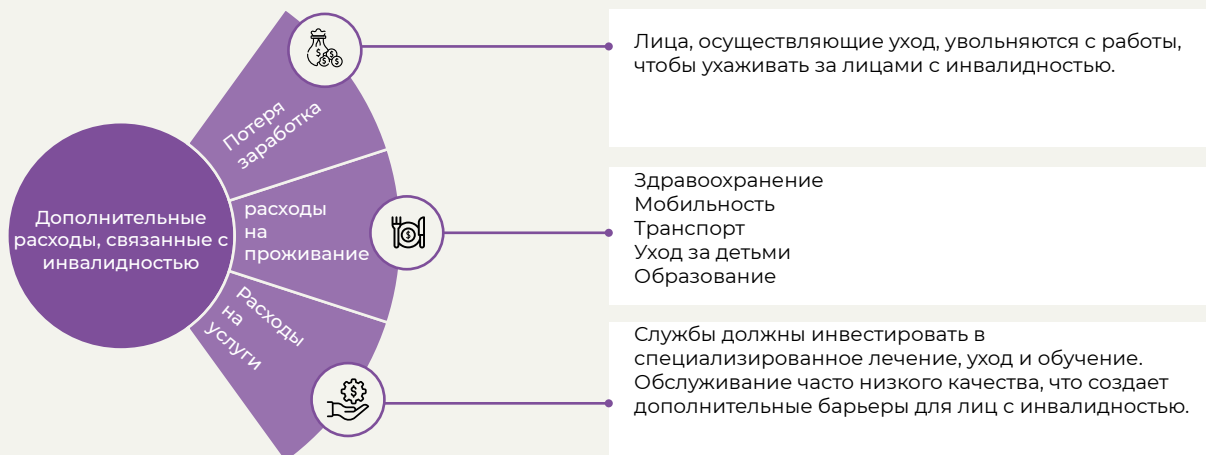 Дополнительные
расходы, связанные с
инвалидностью
Потеря
заработка
Лица, осуществляющие уход, увольняются с работы,
чтобы ухаживать за лицами с инвалидностью.
расходы
на
проживание
Здравоохранение
Мобильность
Транспорт
Уход за детьми
Образование
Расходы
на
услуги
Службы должны инвестировать в
специализированное лечение, уход и обучение.
Обслуживание часто низкого качества, что создает
дополнительные барьеры для лиц с инвалидностью.